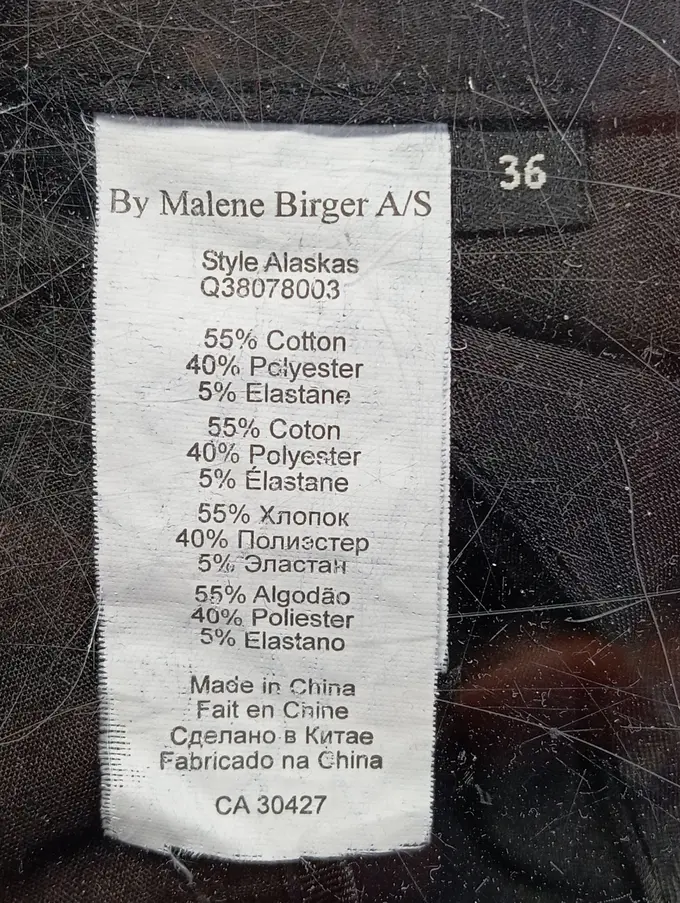 36
By Malene Birger A/S
Style Alaskas
Q38078003
55% Cotton
40% Polyester
5% Elastane
55% Coton
40% Polyester
5% Élastane
55% Хлопок
40% Полиэстер
5% Эластан
55% Algodão
40% Poliester
5% Elastano
Made in China
Fait en Chine
Сделано в Китае
Fabricado na China
CA 30427